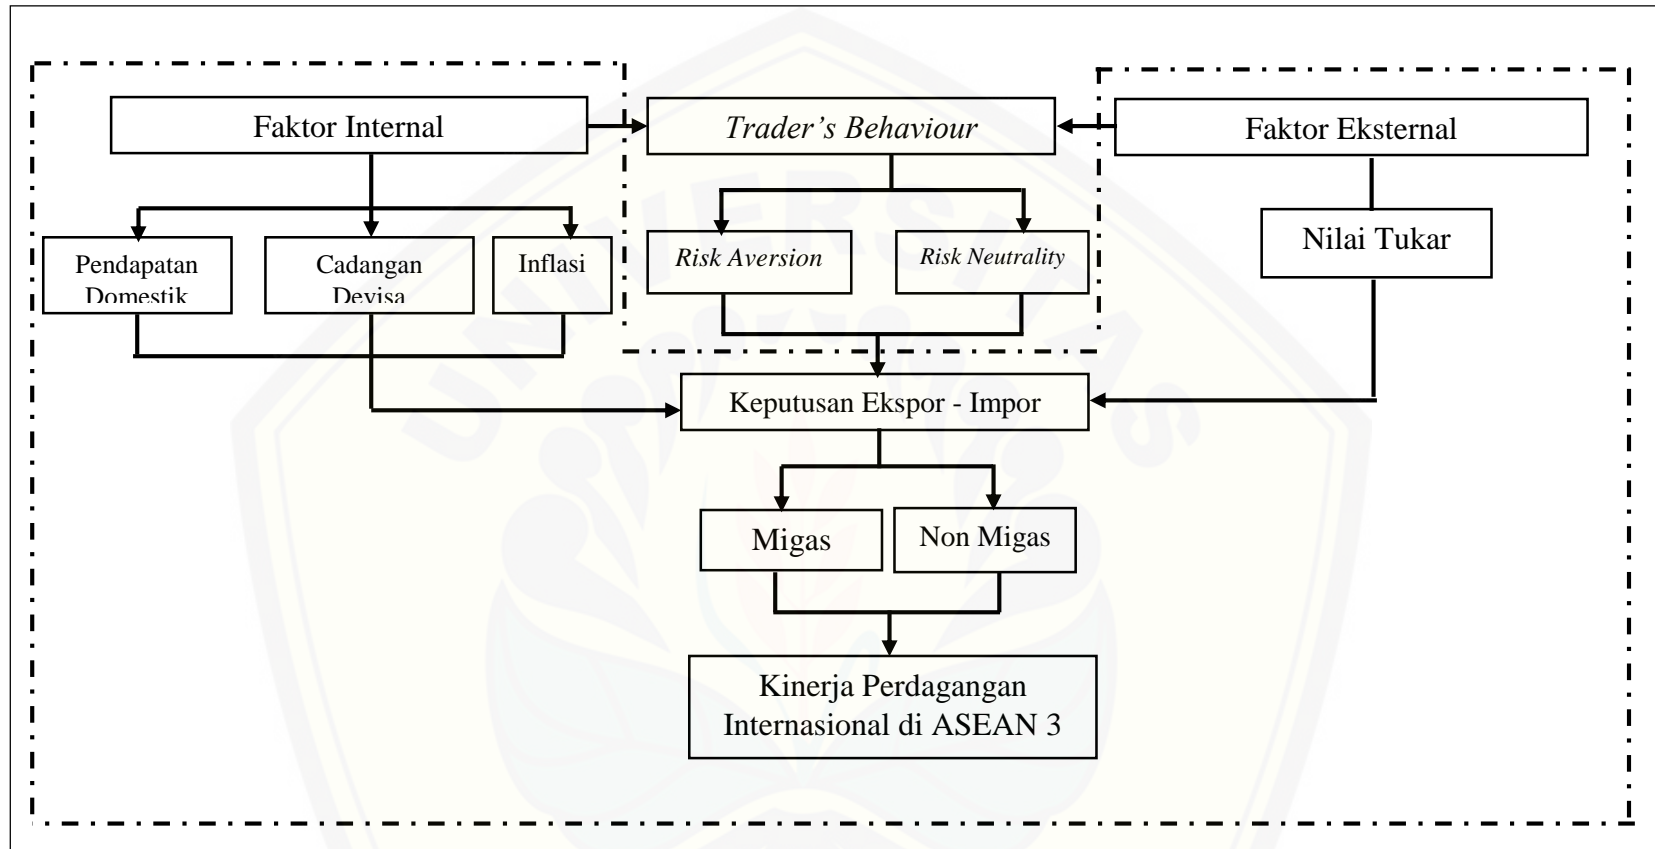 Faktor Internal
Trader’s Behaviour
Faktor Eksternal
Pendapatan
Domestik
Cadangan
Devisa
Inflasi
Risk Aversion
Risk Neutrality
Nilai Tukar
Keputusan Ekspor - Impor
Migas
Non Migas
Kinerja Perdagangan
Internasional di ASEAN 3
UNIVERSITAS